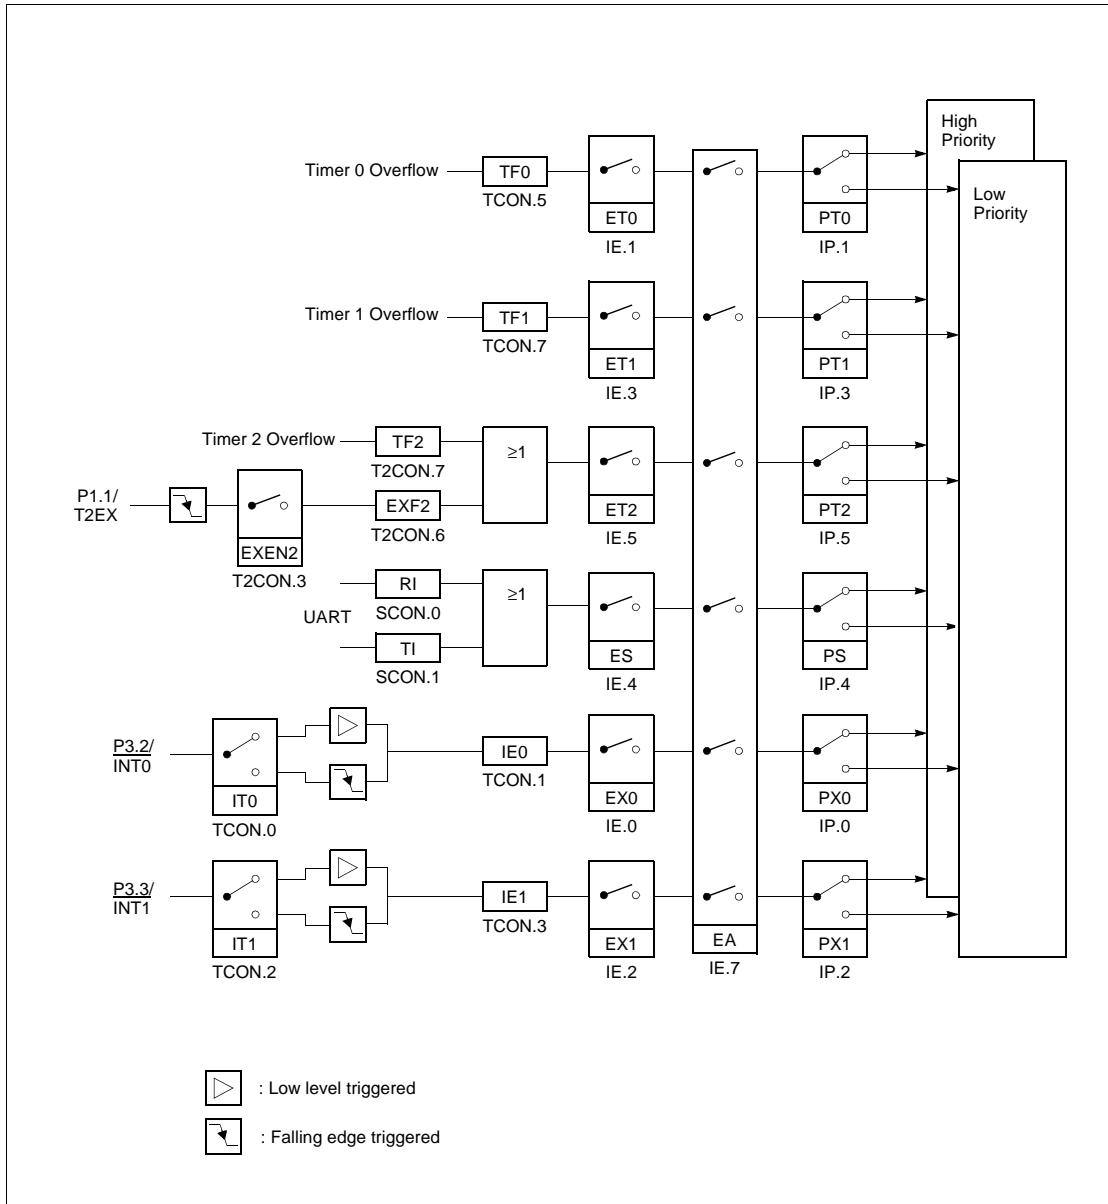 High
Priority
Low
Priority
Timer 0 Overflow
TF0
TCON.5
ET0
IE.1
PT0
IP.1
Timer 1 Overflow
TF1
TCON.7
ET1
IE.3
PT1
IP.3
Timer 2 Overflow
TF2
T2CON.7
≥1
P1.1/
T2EX
EXEN2
T2CON.3
EXF2
T2CON.6
ET2
IE.5
PT2
IP.5
UART
RI
SCON.0
TI
SCON.1
≥1
ES
IE.4
PS
IP.4
P3.2/
INT0
IT0
TCON.0
IE0
TCON.1
EX0
IE.0
PX0
IP.0
P3.3/
INT1
IT1
TCON.2
IE1
TCON.3
EX1
IE.2
EA
IE.7
PX1
IP.2
: Low level triggered
: Falling edge triggered